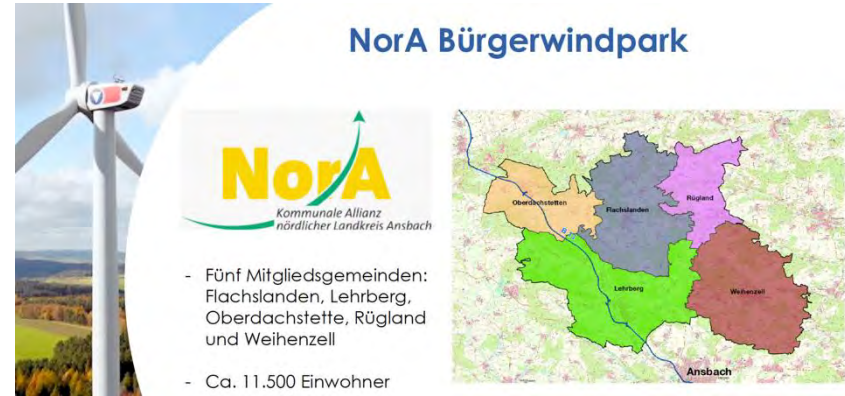 NorA Bürgerwindpark
NorA
Kommunale Allianz
nördlicher Landkreis Ansbach
- Fünf Mitgliedsgemeinden:
Flachslanden, Lehrberg,
Oberdachstette, Rügland
und Weihenzell
- Ca. 11.500 Einwohner
Oberdachstetten
Flachslanden
Rügland
Lehrberg
Weihenzell
Ansbach